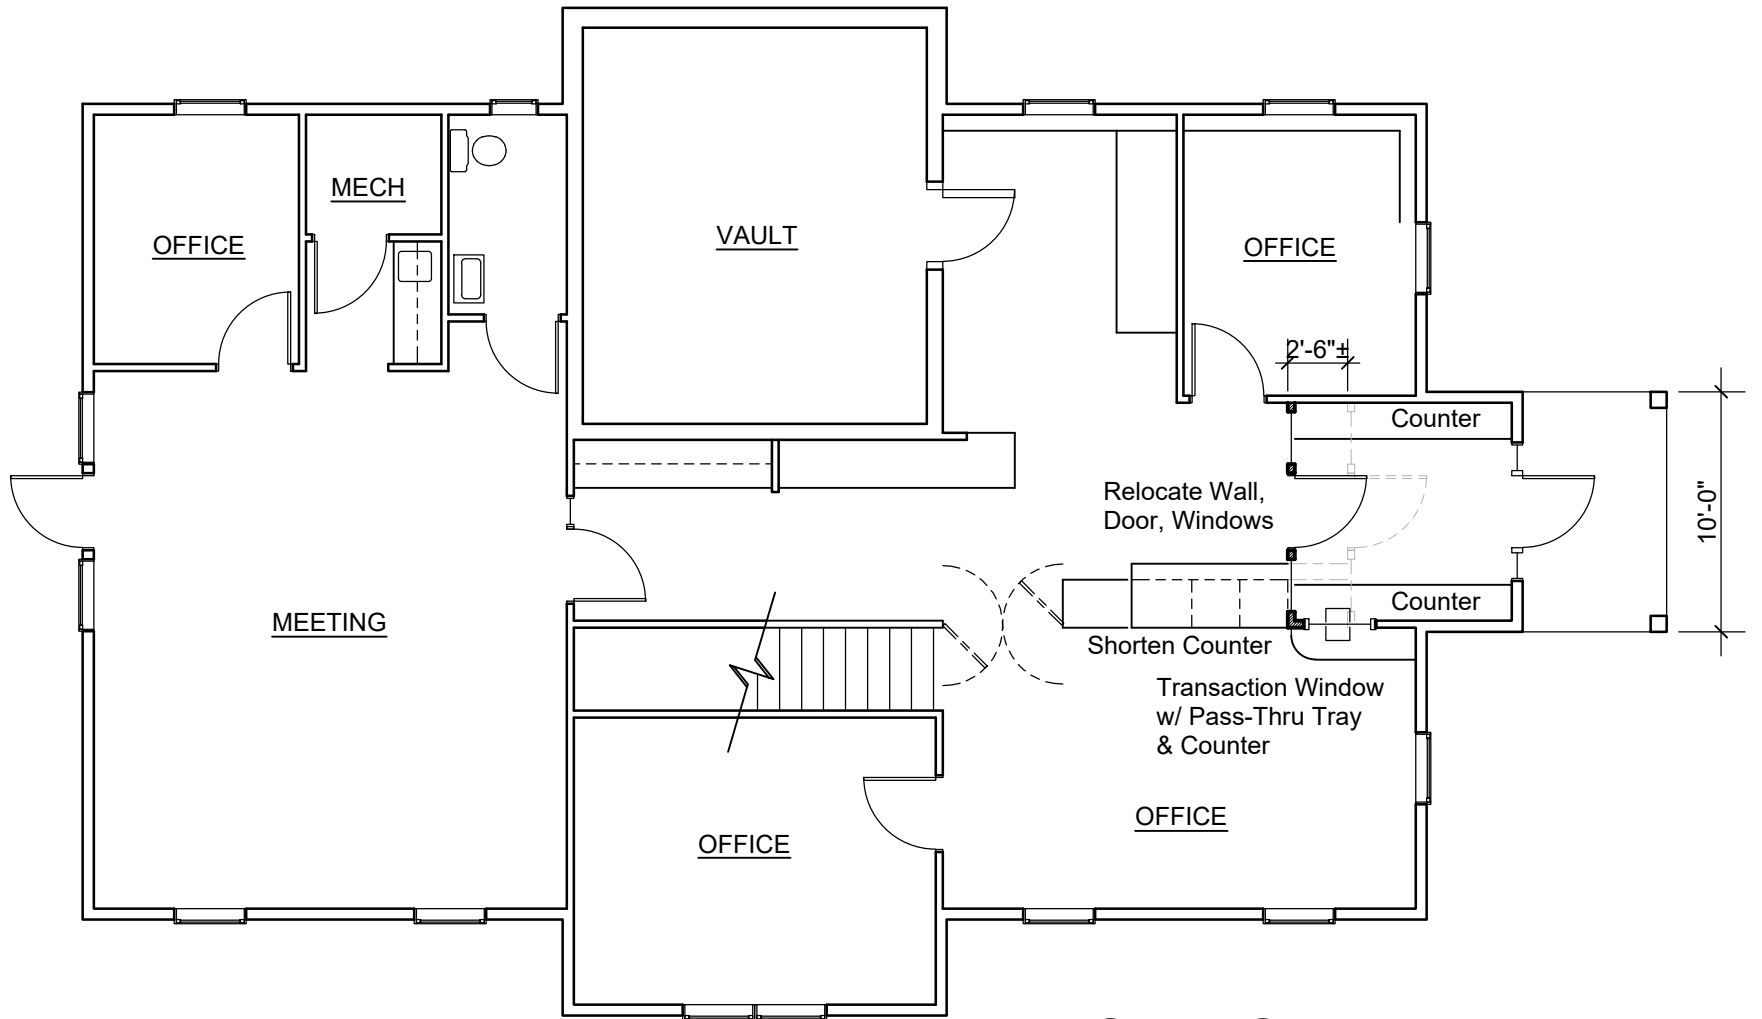 MECH
OFFICE
VAULT
OFFICE
2'-6"±
Counter
10'-0"
Relocate Wall,
Door, Windows
Counter
MEETING
Shorten Counter
Transaction Window
w/ Pass-Thru Tray
& Counter
OFFICE
OFFICE